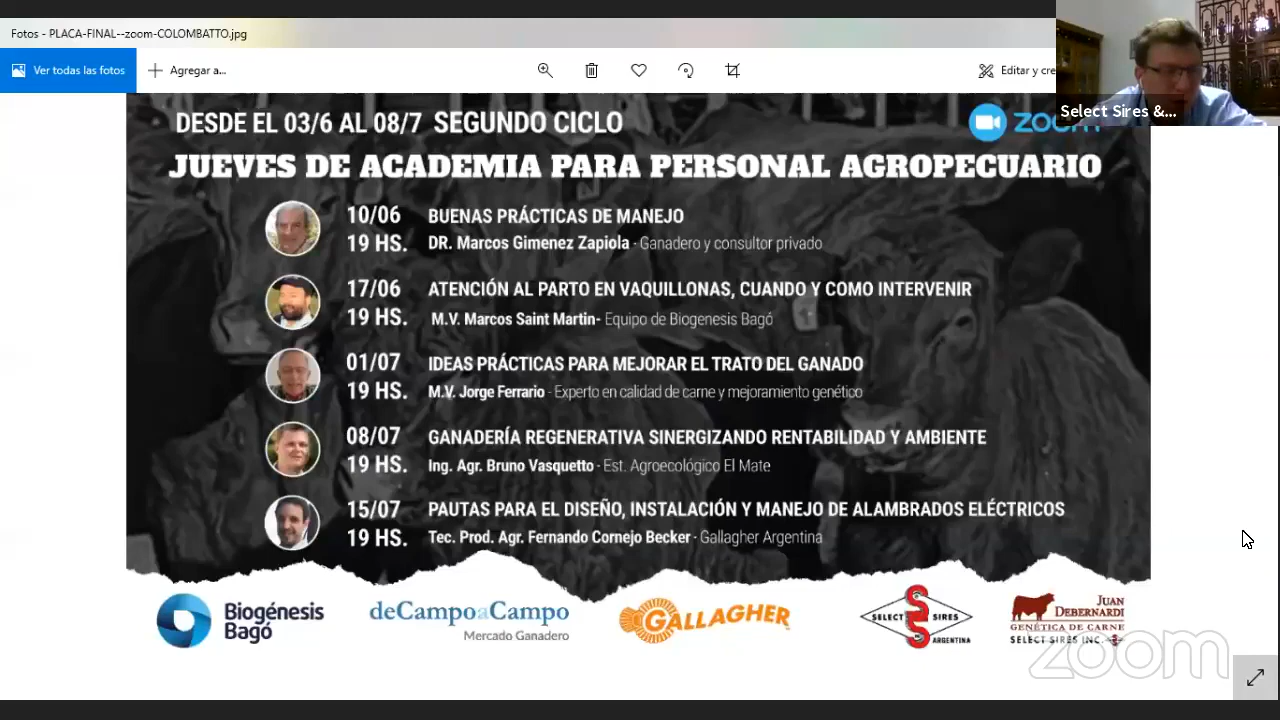 Fotos - PLACA-FINAL--zoom-COLOMBATTO.jpg
Ver todas las fotos
Agregar a...
Editar y cre
Select Sires &...
DESDE EL 03/6 AL 08/7 SEGUNDO CICLO
zoom
JUEVES DE ACADEMIA PARA PERSONAL AGROPECUARIO
10/06 BUENAS PRÁCTICAS DE MANEJO
19 HS. DR. Marcos Gimenez Zapiola - Ganadero y consultor privado
17/06 ATENCIÓN AL PARTO EN VAQUILLONAS, CUANDO Y COMO INTERVENIR
19 HS. M.V. Marcos Saint Martin- Equipo de Biogenesis Bagó
01/07 IDEAS PRÁCTICAS PARA MEJORAR EL TRATO DEL GANADO
19 HS. M.V. Jorge Ferrario - Experto en calidad de carne y mejoramiento genético
08/07 GANADERÍA REGENERATIVA SINERGIZANDO RENTABILIDAD Y AMBIENTE
19 HS. Ing. Agr. Bruno Vasquetto - Est. Agroecológico El Mate
15/07 PAUTAS PARA EL DISEÑO, INSTALACIÓN Y MANEJO DE ALAMBRADOS ELÉCTRICOS
19 HS. Tec. Prod. Agr. Fernando Cornejo Becker - Gallagher Argentina
Biogénesis
Bagó
deCampoaCampo
Mercado Ganadero
GALLAGHER
SELECT SIRES
ARGENTINA
JUAN
DEBERNARDI
GENÉTICA DE CARNE
SELECT SIRES INC.
zoom